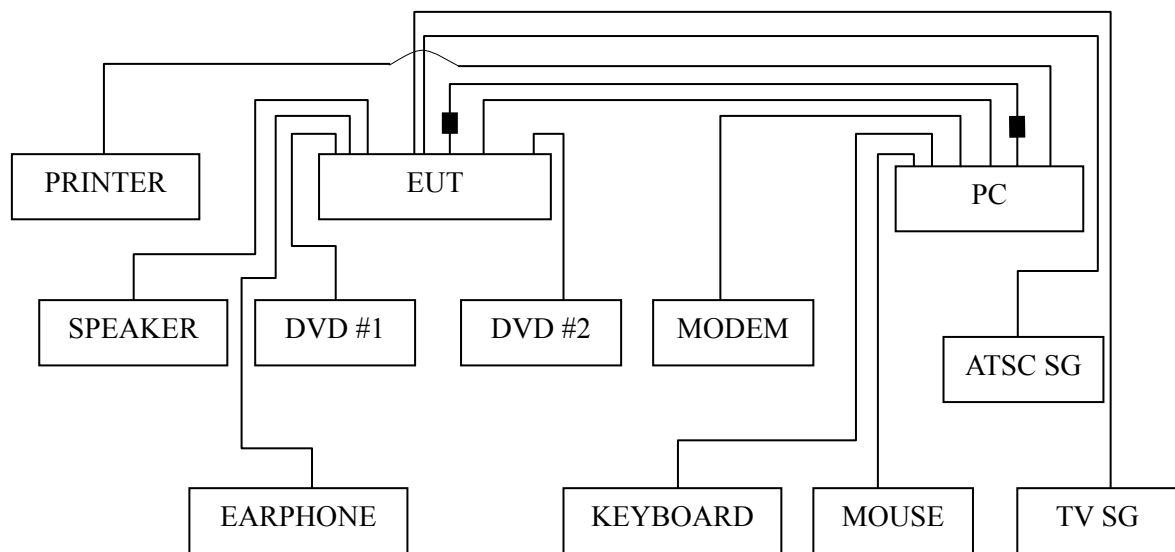 PRINTER
EUT
PC
SPEAKER
DVD #1
DVD #2
MODEM
ATSC SG
EARPHONE
KEYBOARD
MOUSE
TV SG